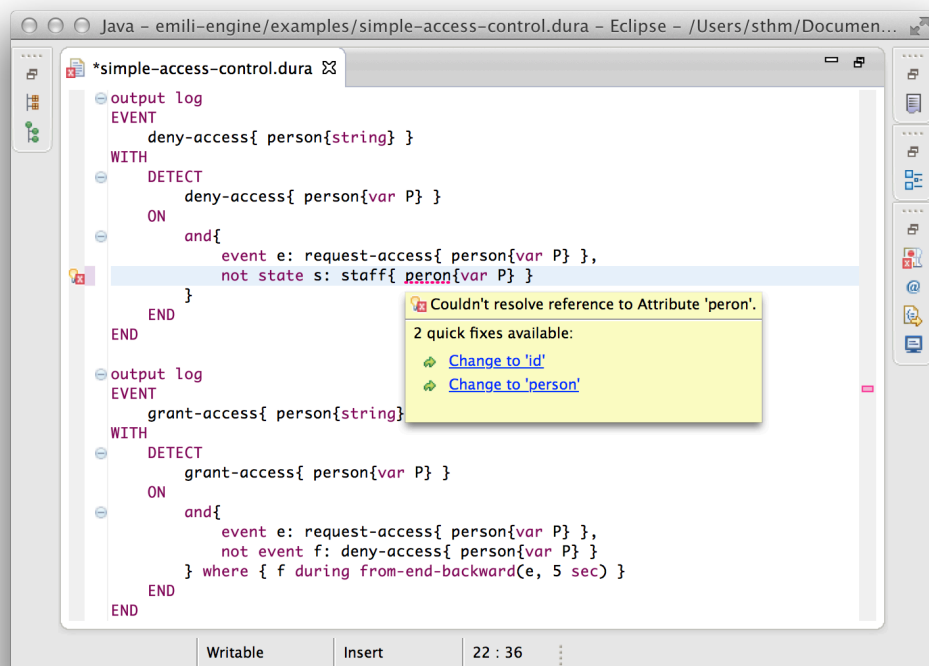 Java – emili-engine/examples/simple-access-control.dura – Eclipse – /Users/sthm/Documen...
*simple-access-control.dura
output log
EVENT
deny-access{ person{string} }
WITH
DETECT
deny-access{ person{var P} }
ON
and{
event e: request-access{ person{var P} },
not state s: staff{ peron{var P} }
}
END
END
Couldn't resolve reference to Attribute 'peron'.
2 quick fixes available:
Change to 'id'
Change to 'person'
output log
EVENT
grant-access{ person{string}
WITH
DETECT
grant-access{ person{var P} }
ON
and{
event e: request-access{ person{var P} },
not event f: deny-access{ person{var P} }
} where { f during from-end-backward(e, 5 sec) }
END
END
Writable Insert 22 : 36